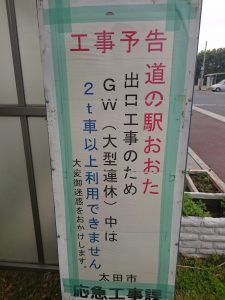 工事予告
道の駅おおた
出口工事のため
GW（大型連休）中は
2t車以上利用できません
大変御迷惑をおかけします。
太田市
応急工事課